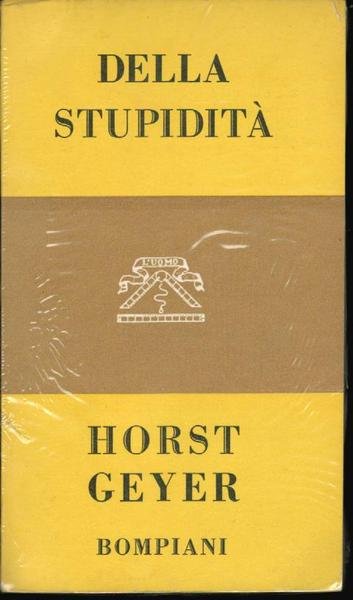 DELLA
STUPIDITÀ
L'UOMO
HORST
GEYER
BOMPIANI